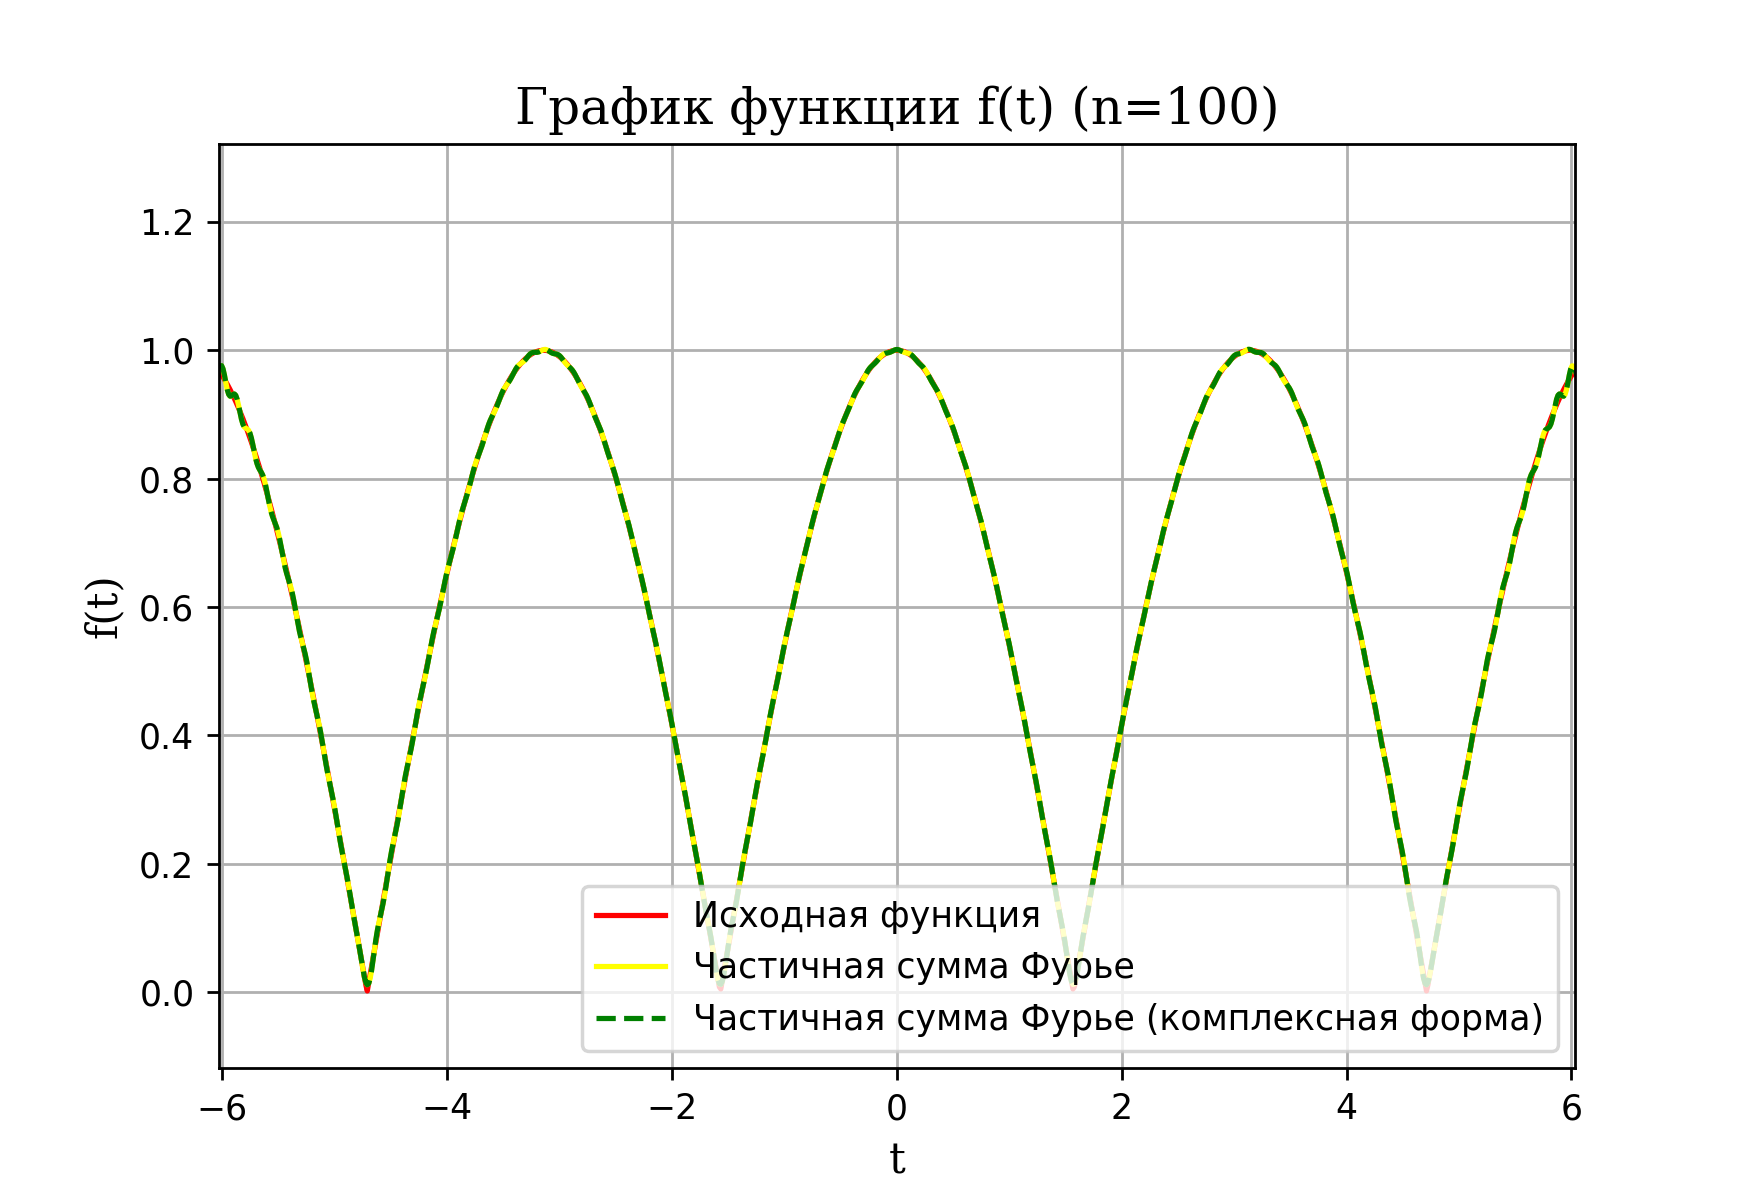 График функции f(t) (n=100)
1.2
1.0
0.8
0.6
0.4
0.2
0.0
f(t)
Исходная функция
Частичная сумма Фурье
Частичная сумма Фурье (комплексная форма)
−6 −4 −2 0 2 4 6
t